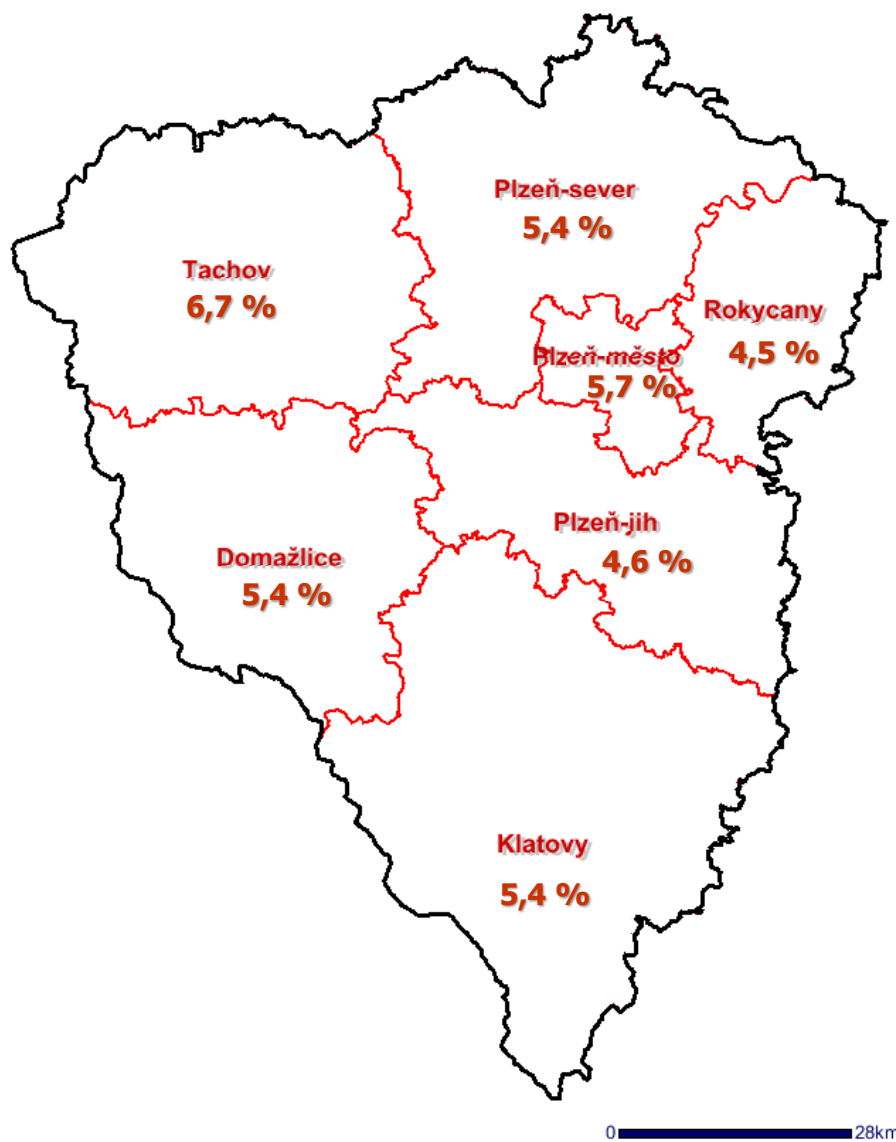 Plzeň-sever
5,4 %
Tachov
6,7 %
Rokycany
4,5 %
Plzeň-město
5,7 %
Plzeň-jih
4,6 %
Domažlice
5,4 %
Klatovy
5,4 %
0 28km